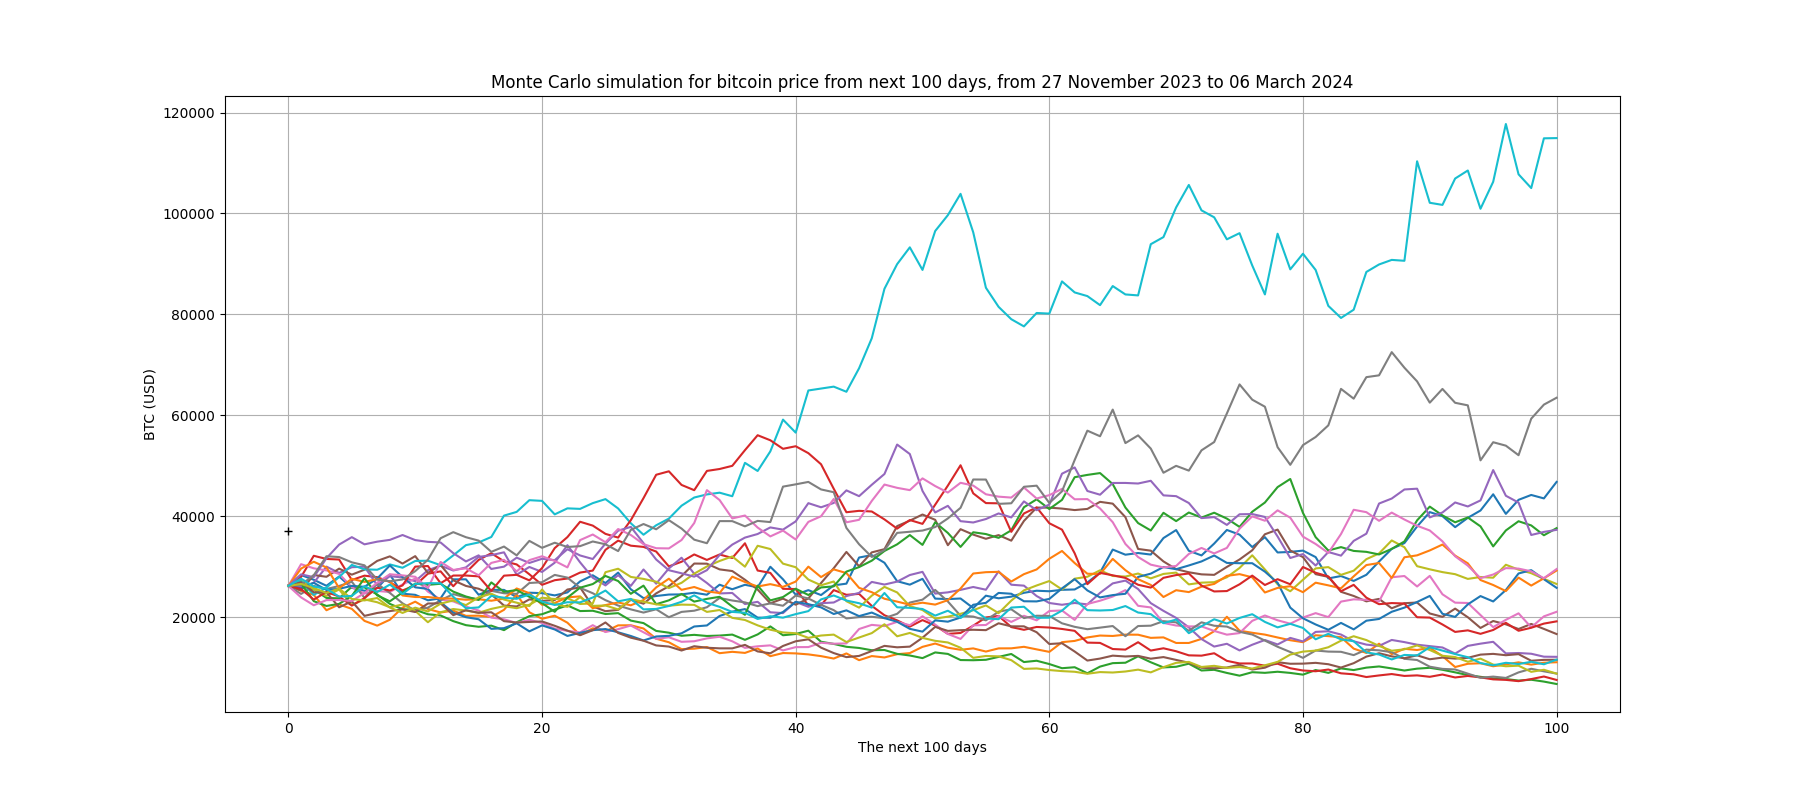 Monte Carlo simulation for bitcoin price from next 100 days, from 27 November 2023 to 06 March 2024
120000
100000
80000
60000
40000
20000
BTC (USD)
0 20 40 60 80 100
The next 100 days